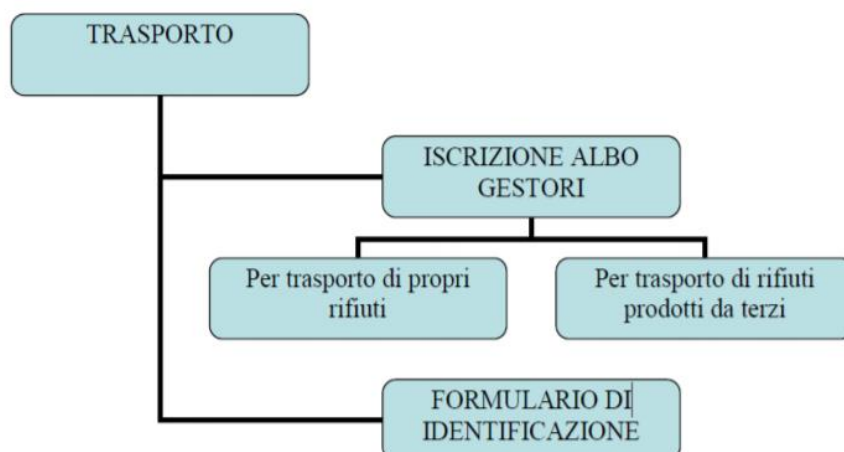 TRASPORTO
ISCRIZIONE ALBO
GESTORI
Per trasporto di propri
rifiuti
Per trasporto di rifiuti
prodotti da terzi
FORMULARIO DI
IDENTIFICAZIONE